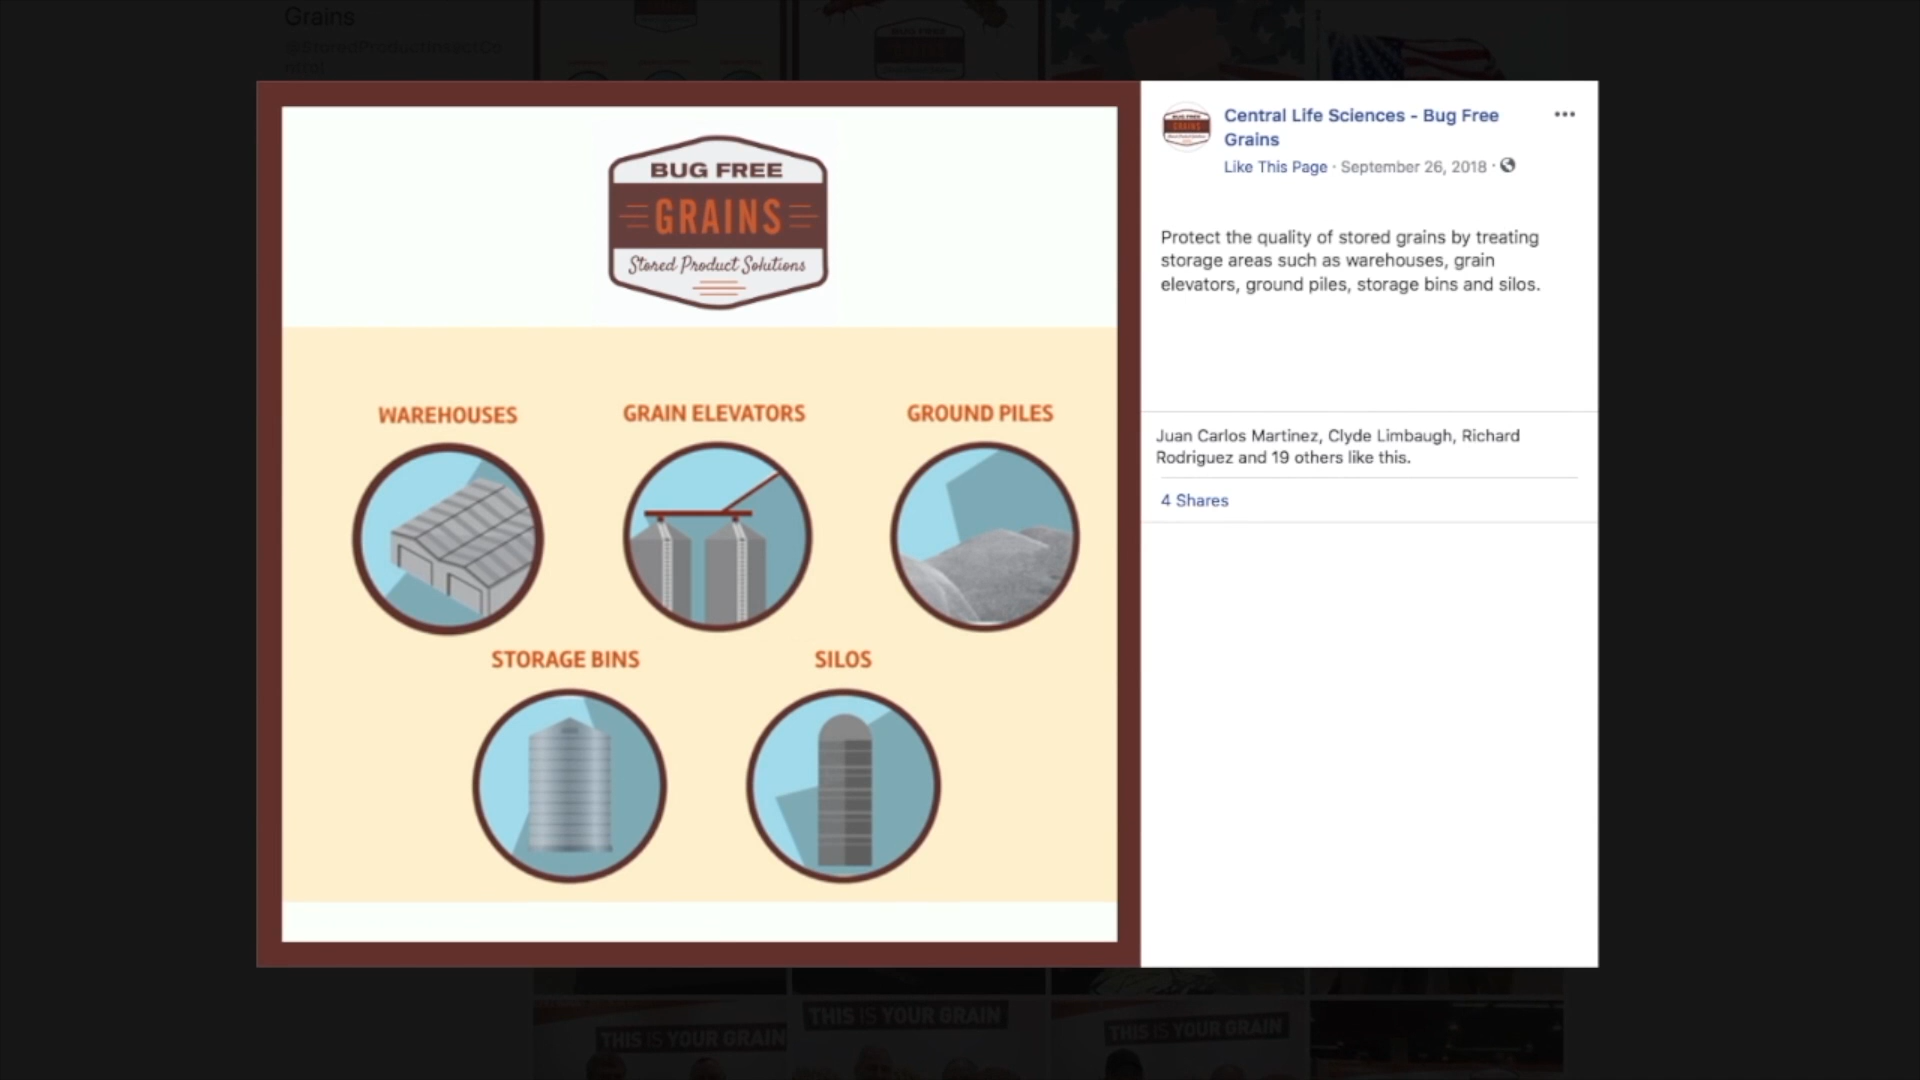 Grains
BUG FREE
GRAINS
Stored Product Solutions
WAREHOUSES
GRAIN ELEVATORS
GROUND PILES
STORAGE BINS
SILOS
BUG FREE
GRAINS
Central Life Sciences - Bug Free
Grains
Like This Page · September 26, 2018 ·
Protect the quality of stored grains by treating
storage areas such as warehouses, grain
elevators, ground piles, storage bins and silos.
Juan Carlos Martinez, Clyde Limbaugh, Richard
Rodriguez and 19 others like this.
4 Shares
THIS IS YOUR GRAIN
THIS IS YOUR GRAIN
THIS IS YOUR GRAIN